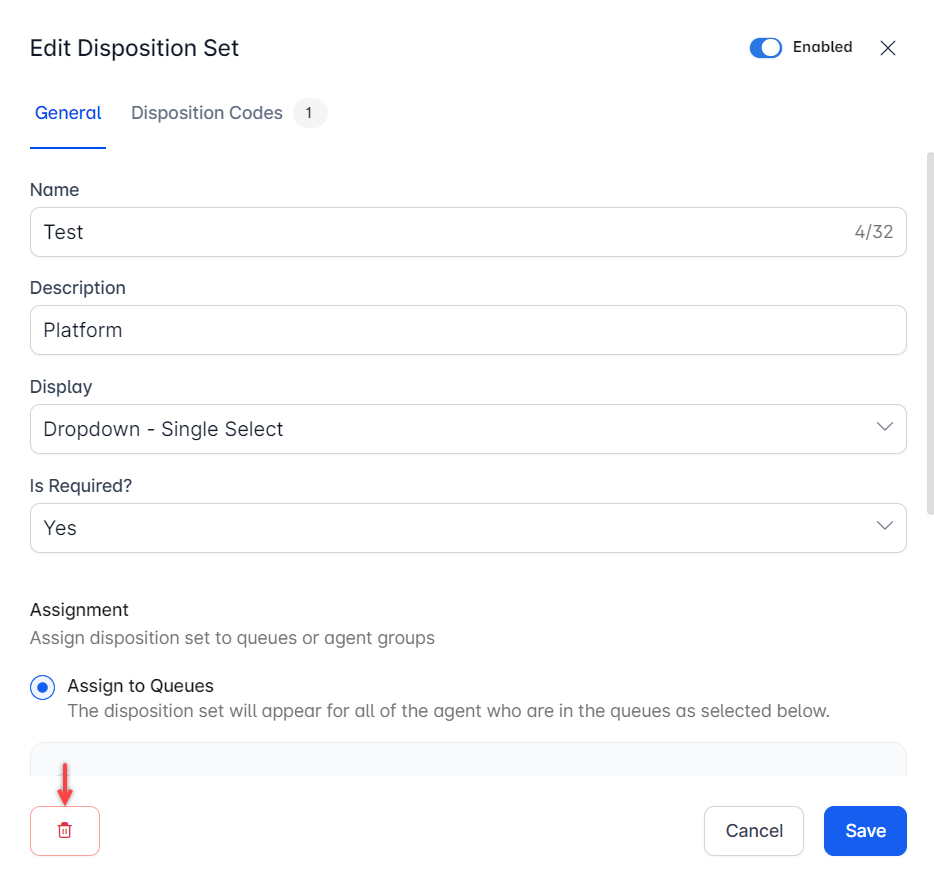 Edit Disposition Set
Enabled
General
Disposition Codes 1
Name
Test 4/32
Description
Platform
Display
Dropdown - Single Select
Is Required?
Yes
Assignment
Assign disposition set to queues or agent groups
Assign to Queues
The disposition set will appear for all of the agent who are in the queues as selected below.
Cancel
Save